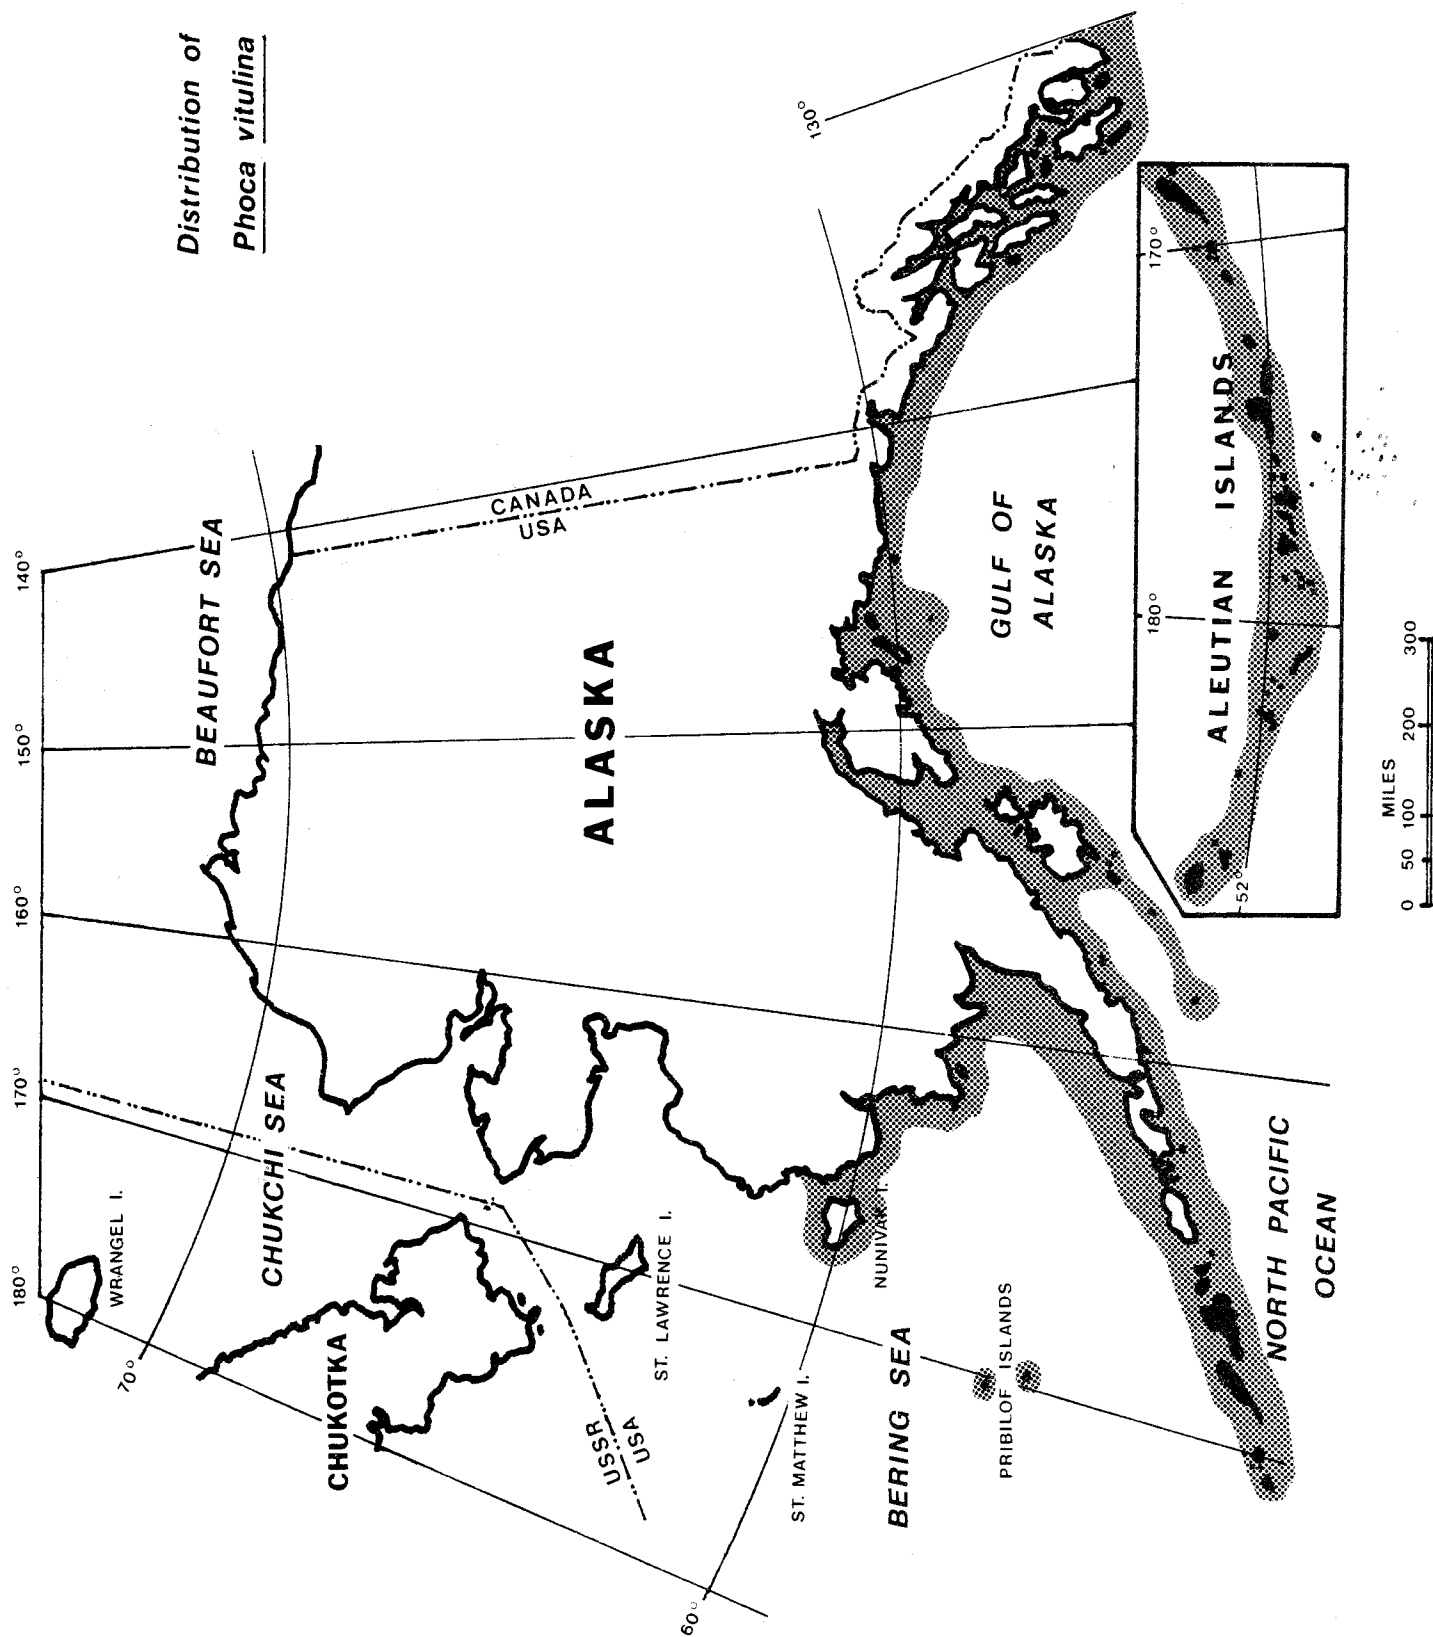 Distribution of
Phoca vitulina
180°
170°
160°
150°
140°
130°
WRANGEL I.
70°
CHUKCHI SEA
BEAUFORT SEA
CHUKOTKA
CANADA
USA
USSR
USA
ALASKA
ST. LAWRENCE I.
60°
ST. MATTHEW I.
NUNIVAK I.
BERING SEA
PRIBILOF ISLANDS
GULF OF
ALASKA
NORTH PACIFIC
OCEAN
180°
170°
ALEUTIAN ISLANDS
52°
MILES
0 50 100 200 300